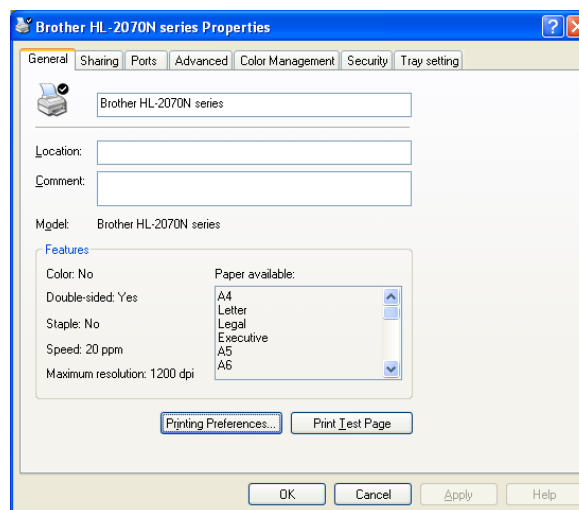 Brother HL-2070N series Properties
General Sharing Ports Advanced Color Management Security Tray setting
Brother HL-2070N series
Location:
Comment:
Model: Brother HL-2070N series
Features
Color: No
Double-sided: Yes
Staple: No
Speed: 20 ppm
Maximum resolution: 1200 dpi
Paper available:
A4
Letter
Legal
Executive
A5
A6
Printing Preferences... Print Test Page
OK Cancel Apply Help